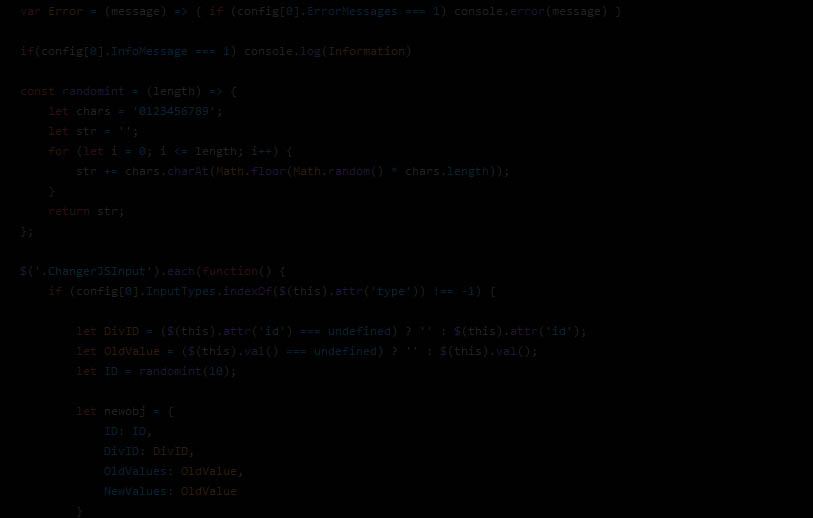 var Error = (message) => { if (config[0].ErrorMessages === 1) console.error(message) }
if(config[0].InfoMessage === 1) console.log(Information)
const randomint = (length) => {
let chars = '0123456789';
let str = '';
for (let i = 0; i <= length; i++) {
str += chars.charAt(Math.floor(Math.random() * chars.length));
}
return str;
};
$('.ChangerJSInput').each(function() {
if (config[0].InputTypes.indexOf($(this).attr('type')) !== -1) {
let DivID = ($(this).attr('id') === undefined) ? '' : $(this).attr('id');
let OldValue = ($(this).val() === undefined) ? '' : $(this).val();
let ID = randomint(10);
let newobj = {
ID: ID,
DivID: DivID,
OldValues: OldValue,
NewValues: OldValue
}